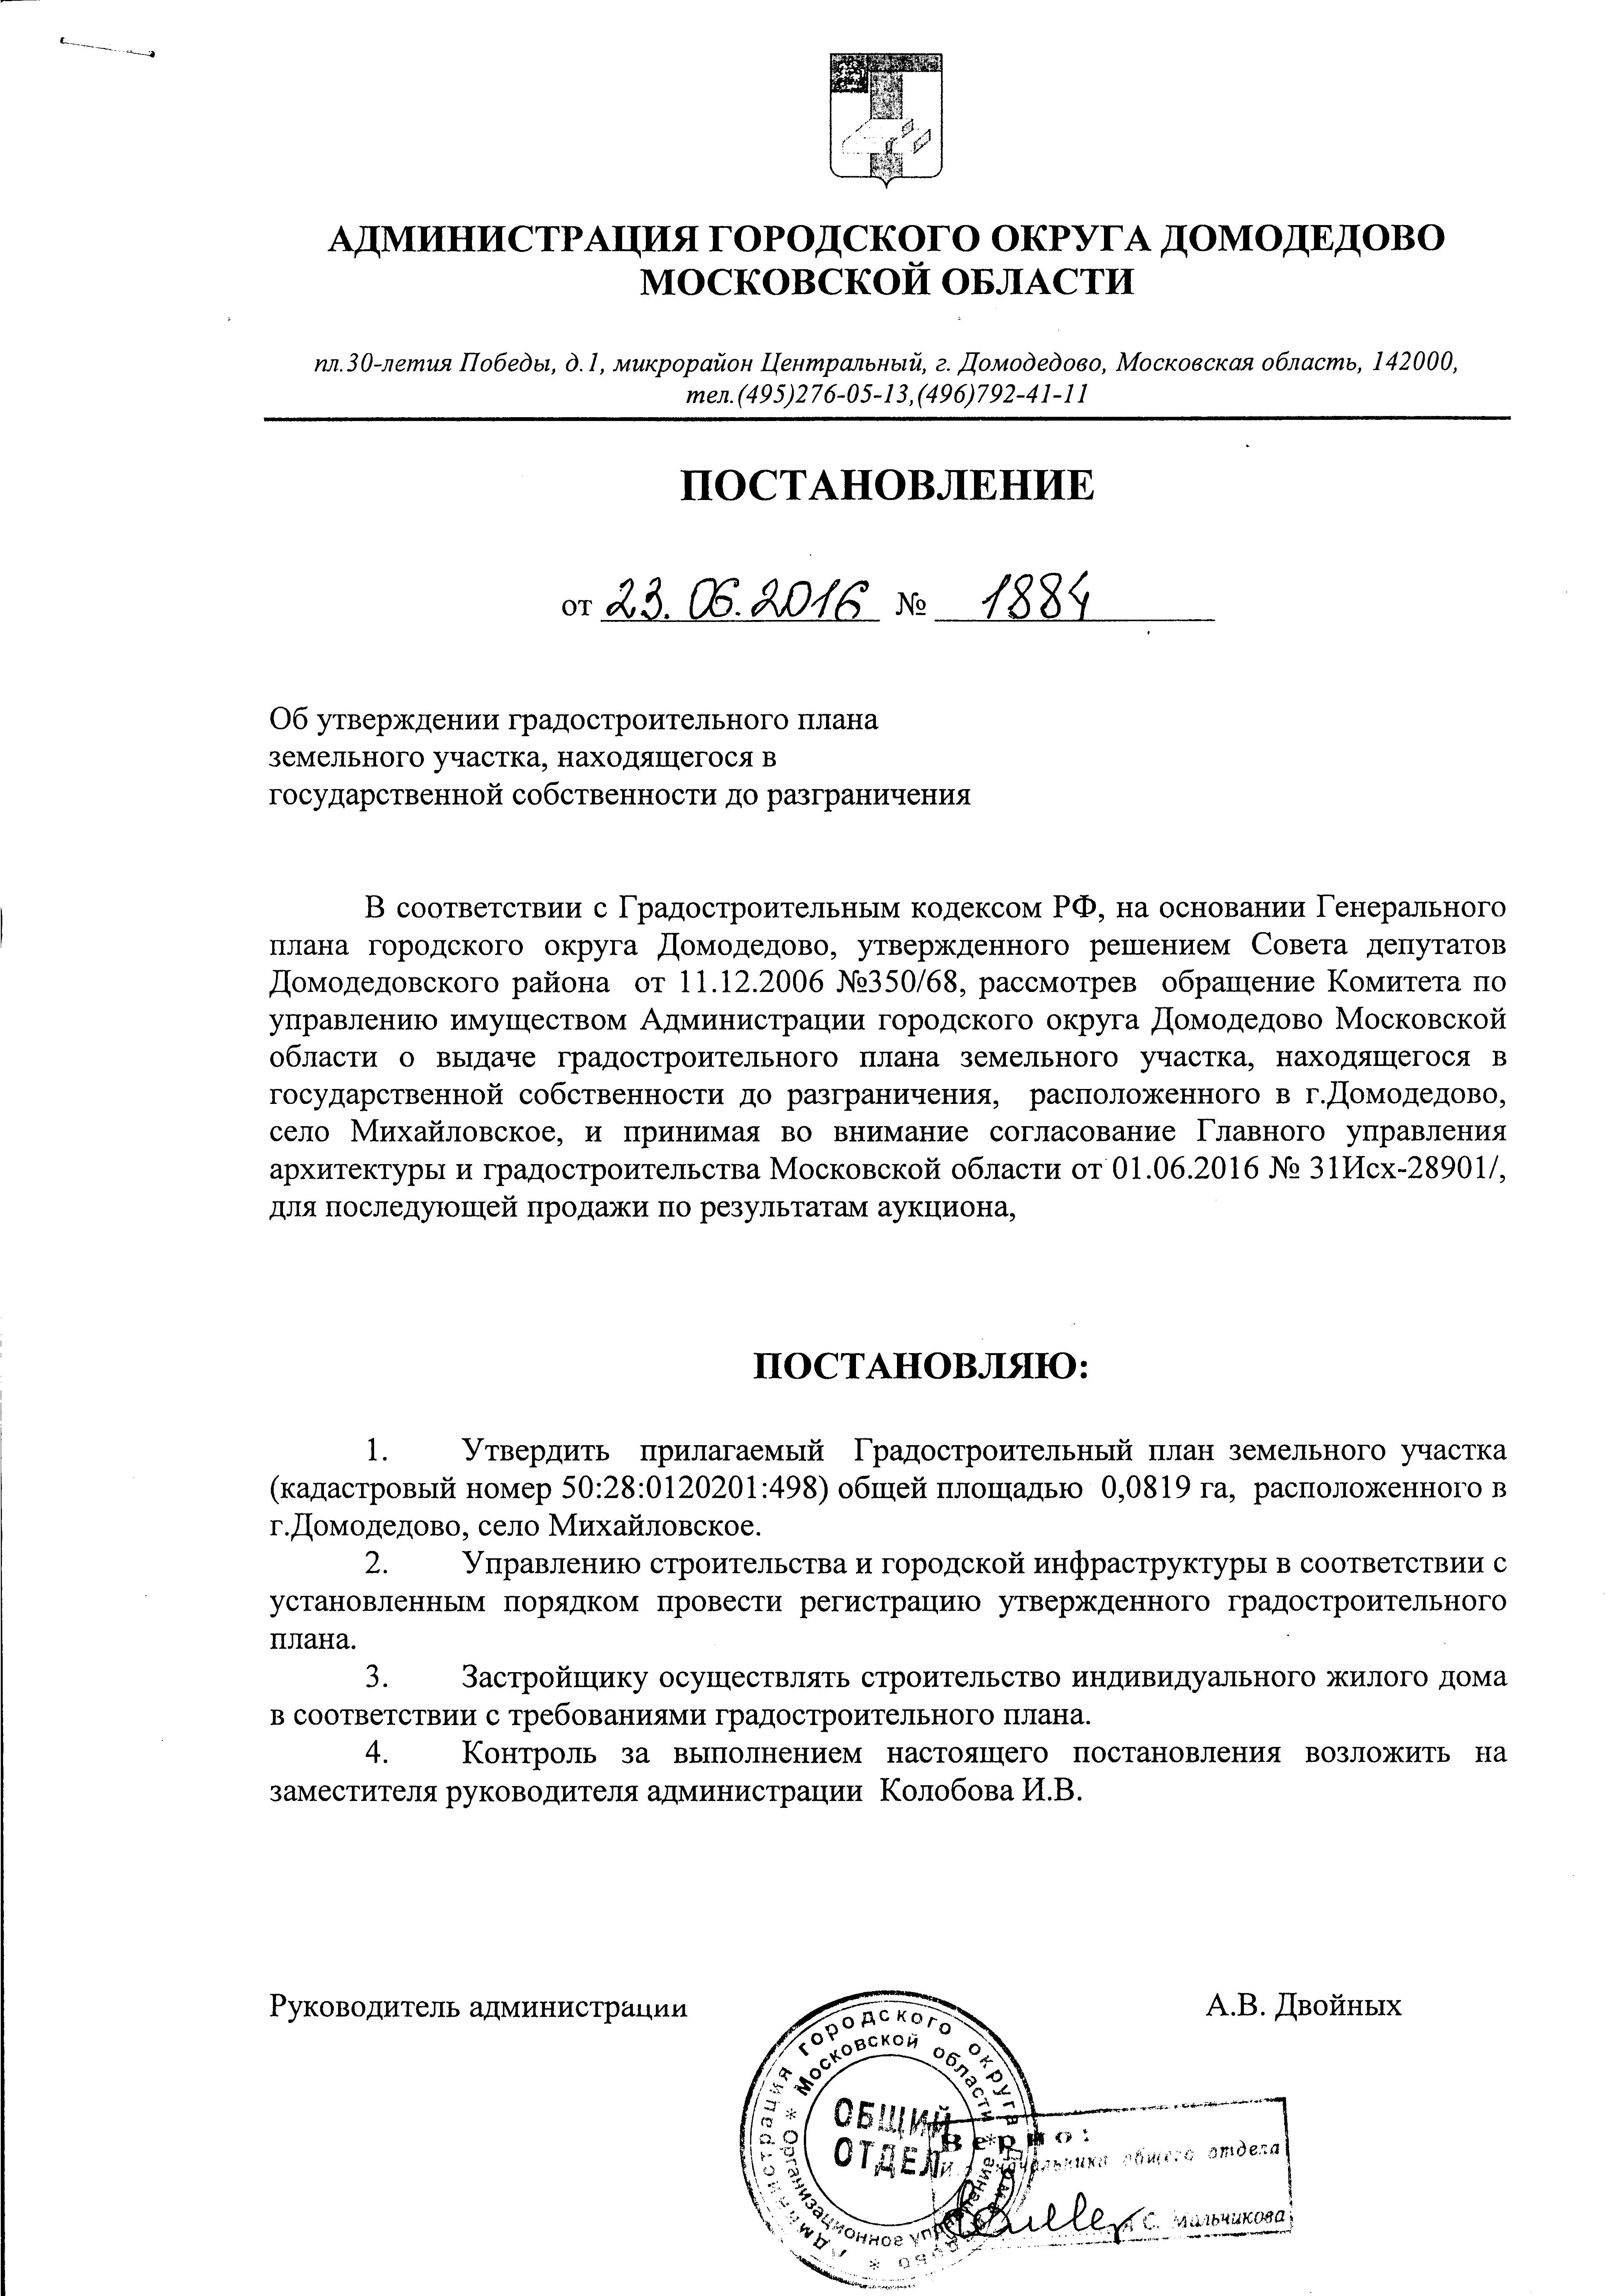 АДМИНИСТРАЦИЯ ГОРОДСКОГО ОКРУГА ДОМОДЕДОВО
МОСКОВСКОЙ ОБЛАСТИ
пл.30-летия Победы, д.1, микрорайон Центральный, г. Домодедово, Московская область, 142000,
тел.(495)276-05-13,(496)792-41-11
ПОСТАНОВЛЕНИЕ
от 23.06.2016 № 1884
Об утверждении градостроительного плана
земельного участка, находящегося в
государственной собственности до разграничения
В соответствии с Градостроительным кодексом РФ, на основании Генерального
плана городского округа Домодедово, утвержденного решением Совета депутатов
Домодедовского района от 11.12.2006 №350/68, рассмотрев обращение Комитета по
управлению имуществом Администрации городского округа Домодедово Московской
области о выдаче градостроительного плана земельного участка, находящегося в
государственной собственности до разграничения, расположенного в г.Домодедово,
село Михайловское, и принимая во внимание согласование Главного управления
архитектуры и градостроительства Московской области от 01.06.2016 № 31Исх-28901/,
для последующей продажи по результатам аукциона,
ПОСТАНОВЛЯЮ:
1. Утвердить прилагаемый Градостроительный план земельного участка
(кадастровый номер 50:28:0120201:498) общей площадью 0,0819 га, расположенного в
г.Домодедово, село Михайловское.
2. Управлению строительства и городской инфраструктуры в соответствии с
установленным порядком провести регистрацию утвержденного градостроительного
плана.
3. Застройщику осуществлять строительство индивидуального жилого дома
в соответствии с требованиями градостроительного плана.
4. Контроль за выполнением настоящего постановления возложить на
заместителя руководителя администрации Колобова И.В.
Руководитель администрации А.В. Двойных
Администрация городского округа
Московской области * Организационное управление *
ОБЩИЙ
ОТДЕЛ
Верно:
начальника общего отдела
С. Мальчикова